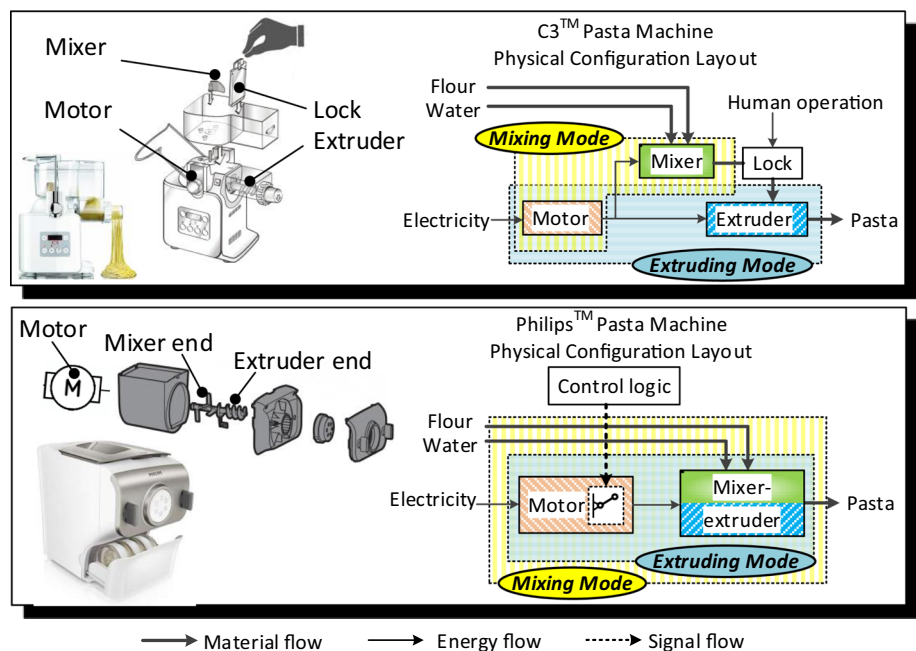 Mixer
Motor
Lock
Extruder
C3™ Pasta Machine
Physical Configuration Layout
Flour
Water
Human operation
Mixing Mode
Mixer
Lock
Electricity
Motor
Extruder
Pasta
Extruding Mode
Motor
Mixer end
Extruder end
M
Philips™ Pasta Machine
Physical Configuration Layout
Control logic
Flour
Water
Electricity
Motor
Mixer-
extruder
Pasta
Extruding Mode
Mixing Mode
Material flow
Energy flow
Signal flow